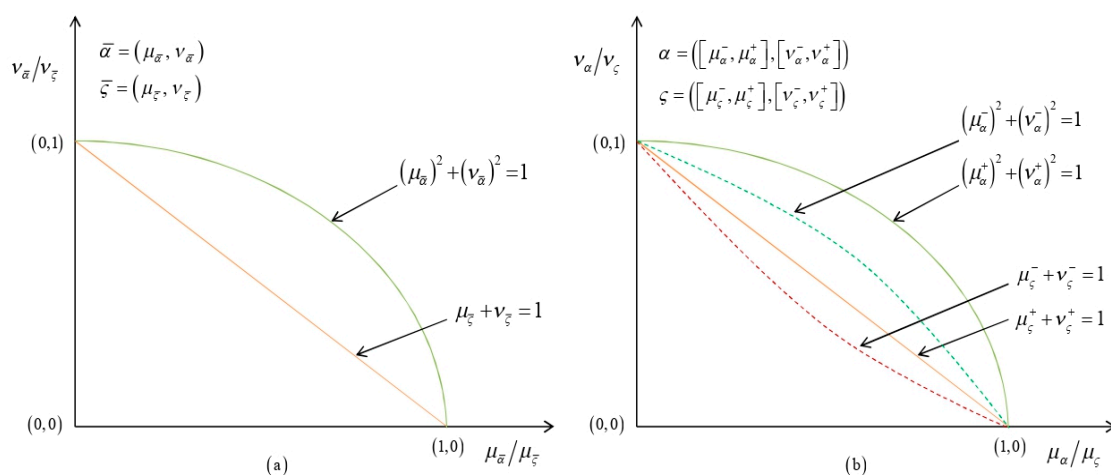 ν_ᾱ/ν_ς̄
ᾱ = (μ_ᾱ, ν_ᾱ)
ς̄ = (μ_ς̄, ν_ς̄)
(0,1)
(μ_ᾱ)² + (ν_ᾱ)² = 1
μ_ς̄ + ν_ς̄ = 1
(0,0)
(1,0)
μ_ᾱ/μ_ς̄
(a)
ν_α/ν_ς
α = ([μ_α⁻, μ_α⁺], [ν_α⁻, ν_α⁺])
ς = ([μ_ς⁻, μ_ς⁺], [ν_ς⁻, ν_ς⁺])
(μ_α⁻)² + (ν_α⁻)² = 1
(0,1)
(μ_α⁺)² + (ν_α⁺)² = 1
μ_ς⁻ + ν_ς⁻ = 1
μ_ς⁺ + ν_ς⁺ = 1
(0,0)
(1,0)
μ_α/μ_ς
(b)